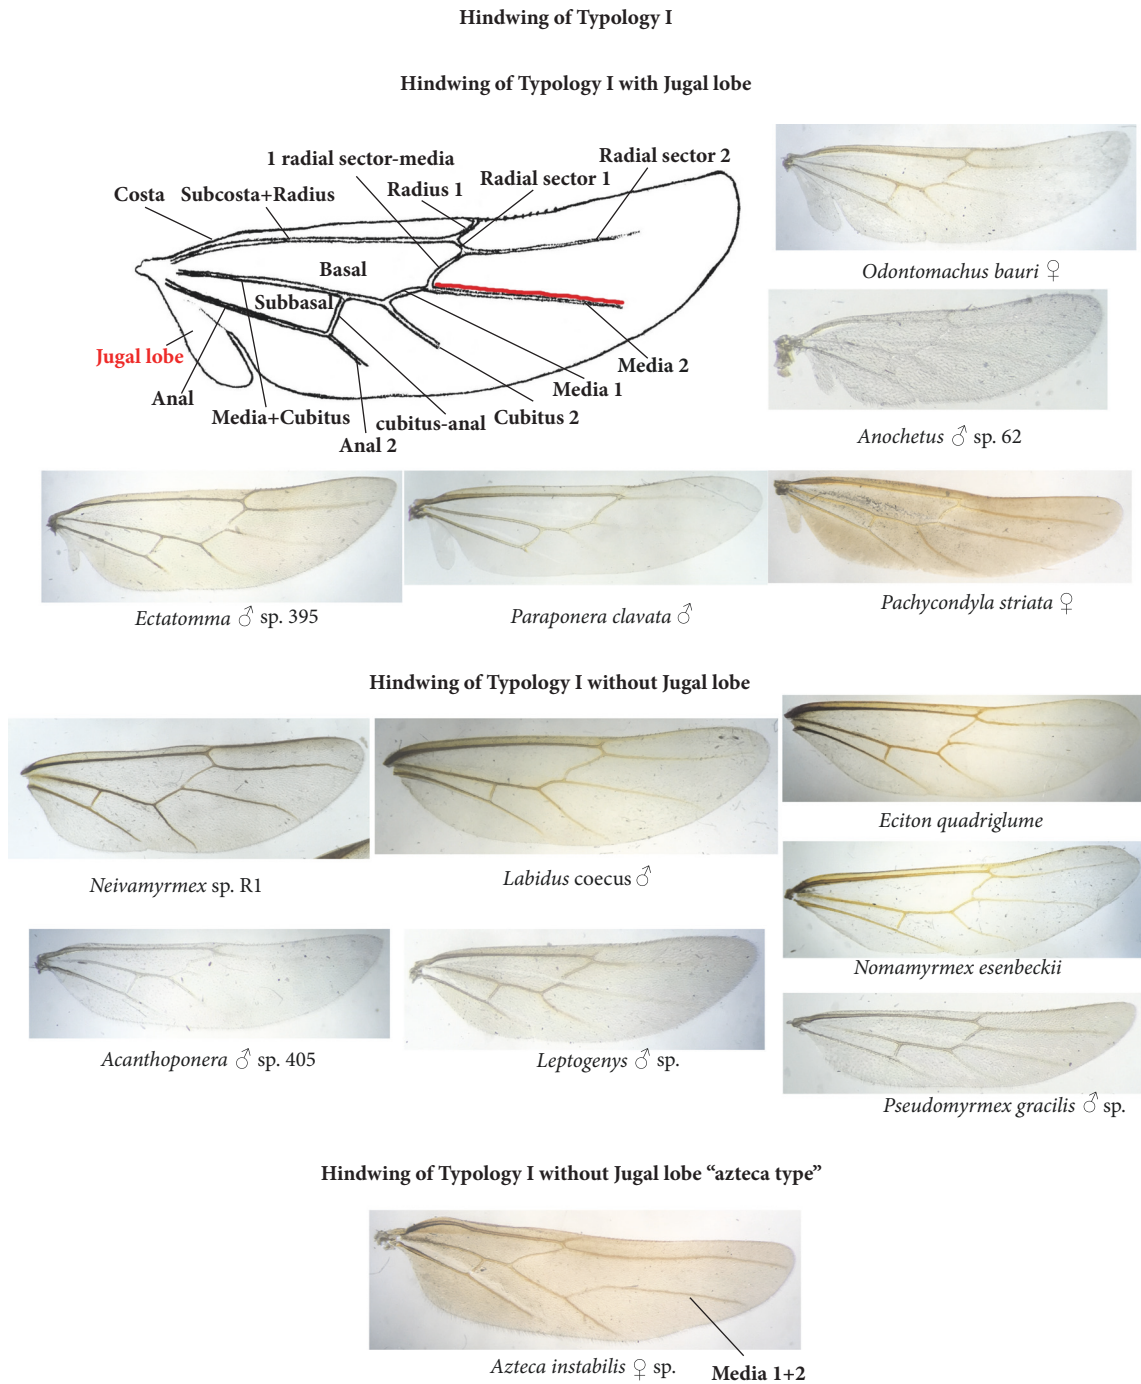 Hindwing of Typology I
Hindwing of Typology I with Jugal lobe
1 radial sector-media
Radial sector 2
Costa
Subcosta+Radius
Radius 1
Radial sector 1
Basal
Subbasal
Jugal lobe
Anal
Media+Cubitus
cubitus-anal
Anal 2
Cubitus 2
Media 1
Media 2
Odontomachus bauri ♀
Anochetus ♂ sp. 62
Ectatomma ♂ sp. 395
Paraponera clavata ♂
Pachycondyla striata ♀
Hindwing of Typology I without Jugal lobe
Neivamyrmex sp. R1
Labidus coecus ♂
Eciton quadriglume
Nomamyrmex esenbeckii
Acanthoponera ♂ sp. 405
Leptogenys ♂ sp.
Pseudomyrmex gracilis ♂ sp.
Hindwing of Typology I without Jugal lobe “azteca type”
Azteca instabilis ♀ sp.
Media 1+2